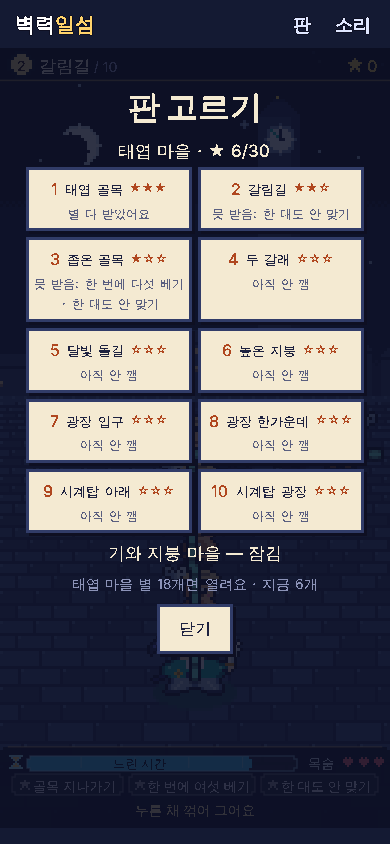 벽력일섬 판 소리
2 갈림길 / 10 ★ 0
판 고르기
태엽 마을 · ★ 6/30
1 태엽 골목 ★★★
별 다 받았어요
2 갈림길 ★★☆
못 받음: 한 대도 안 맞기
3 좁은 골목 ★☆☆
못 받음: 한 번에 다섯 베기
· 한 대도 안 맞기
4 두 갈래 ☆☆☆
아직 안 깸
5 달빛 돌길 ☆☆☆
아직 안 깸
6 높은 지붕 ☆☆☆
아직 안 깸
7 광장 입구 ☆☆☆
아직 안 깸
8 광장 한가운데 ☆☆☆
아직 안 깸
9 시계탑 아래 ☆☆☆
아직 안 깸
10 시계탑 광장 ☆☆☆
아직 안 깸
기와 지붕 마을 — 잠김
태엽 마을 별 18개면 열려요 · 지금 6개
닫기
느린 시간 목숨 ♥♥♥
★골목 지나가기 ★한 번에 여섯 베기 ★한 대도 안 맞기
누른 채 꺾어 그어요